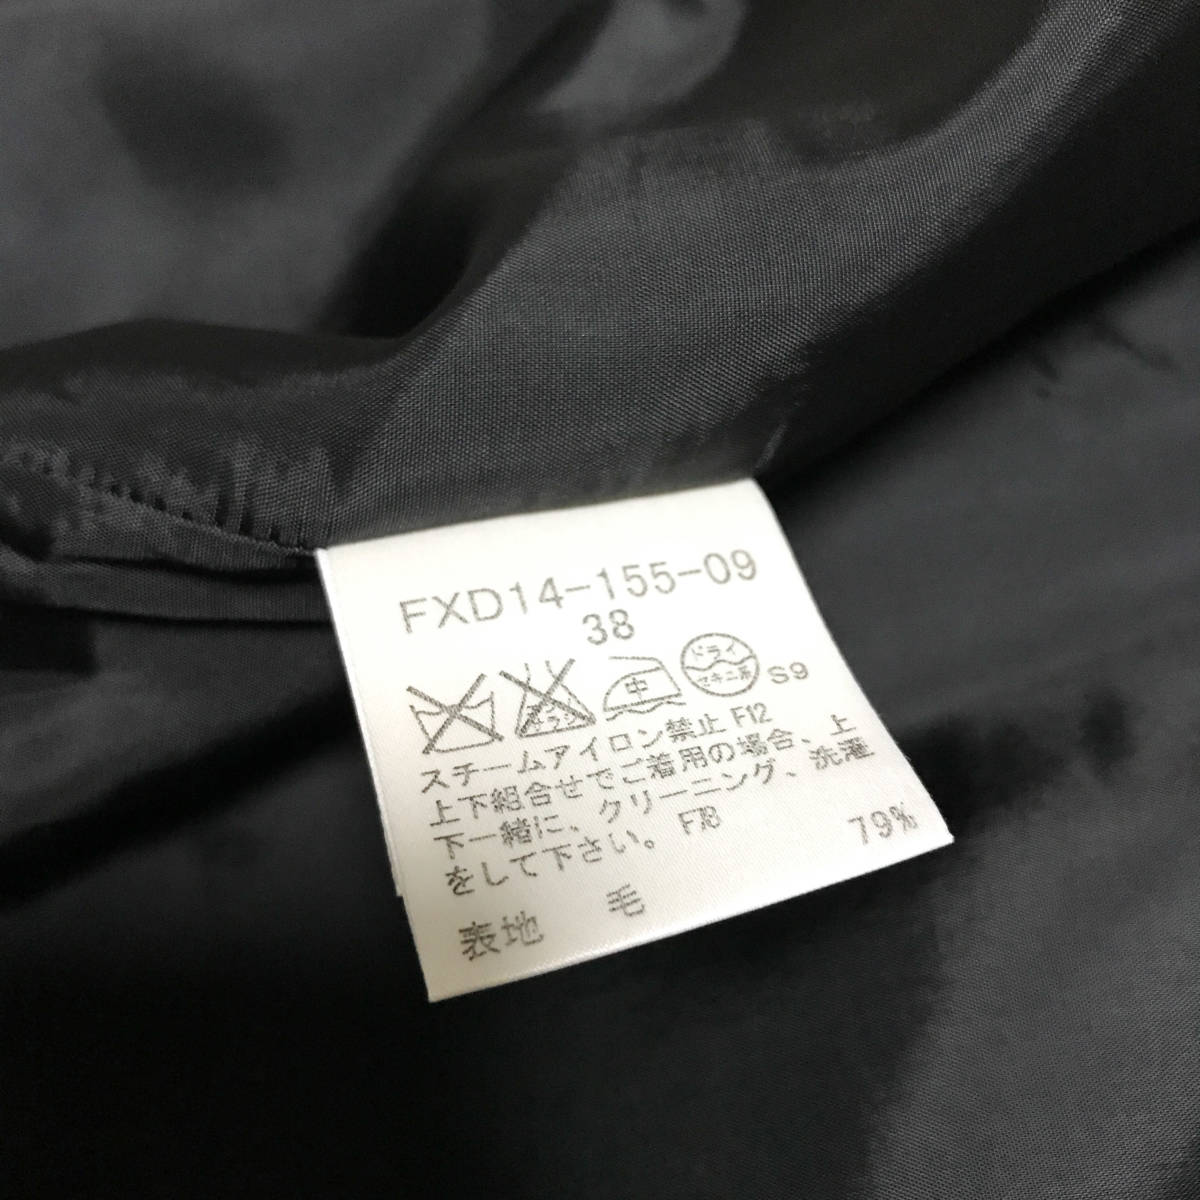 FXD14-155-09
38
ドライ
セキユ系
中
S9
スチームアイロン禁止 F12
上下組合せでご着用の場合、上
下一緒に、クリーニング、洗濯
をして下さい。 F78
表地 毛 79%